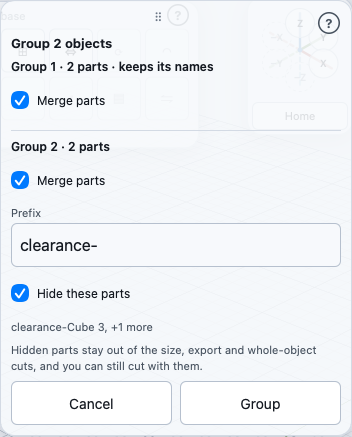 base
?
?
Z
X
Home
Group 2 objects
Group 1 · 2 parts · keeps its names
Merge parts
Group 2 · 2 parts
Merge parts
Prefix
clearance-
Hide these parts
clearance-Cube 3, +1 more
Hidden parts stay out of the size, export and whole-object
cuts, and you can still cut with them.
Cancel
Group